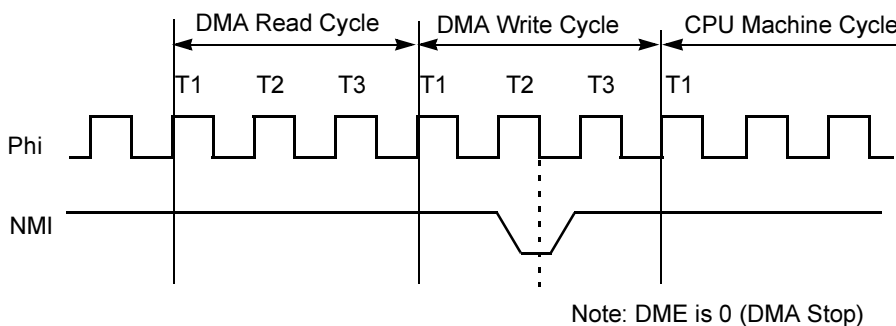 DMA Read Cycle DMA Write Cycle CPU Machine Cycle
T1 T2 T3 T1 T2 T3 T1
Phi
NMI
Note: DME is 0 (DMA Stop)